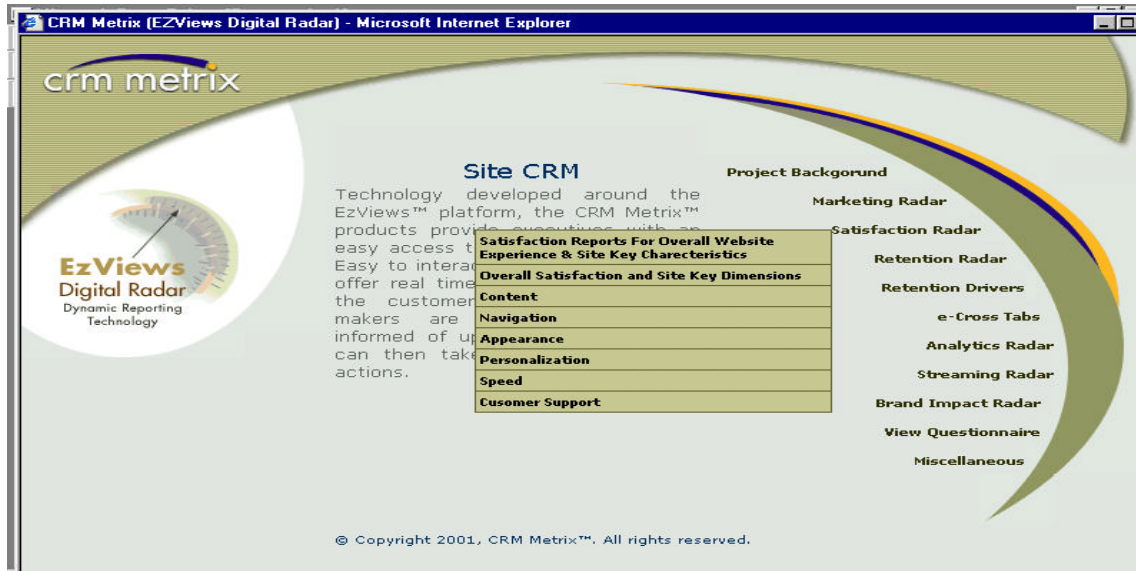 CRM Metrix (EZViews Digital Radar) - Microsoft Internet Explorer
crm metrix
Site CRM
Technology developed around the
EzViews™ platform, the CRM Metrix™
products provide executives with an
easy access
Easy to
offer real time
the customer
makers are
informed of
can then take
actions.
EzViews
Digital Radar
Dynamic Reporting
Technology
Satisfaction Reports For Overall Website
Experience & Site Key Charecteristics
Overall Satisfaction and Site Key Dimensions
Content
Navigation
Appearance
Personalization
Speed
Cusomer Support
Project Backgorund
Marketing Radar
Satisfaction Radar
Retention Radar
Retention Drivers
e-Cross Tabs
Analytics Radar
Streaming Radar
Brand Impact Radar
View Questionnaire
Miscellaneous
© Copyright 2001, CRM Metrix™. All rights reserved.